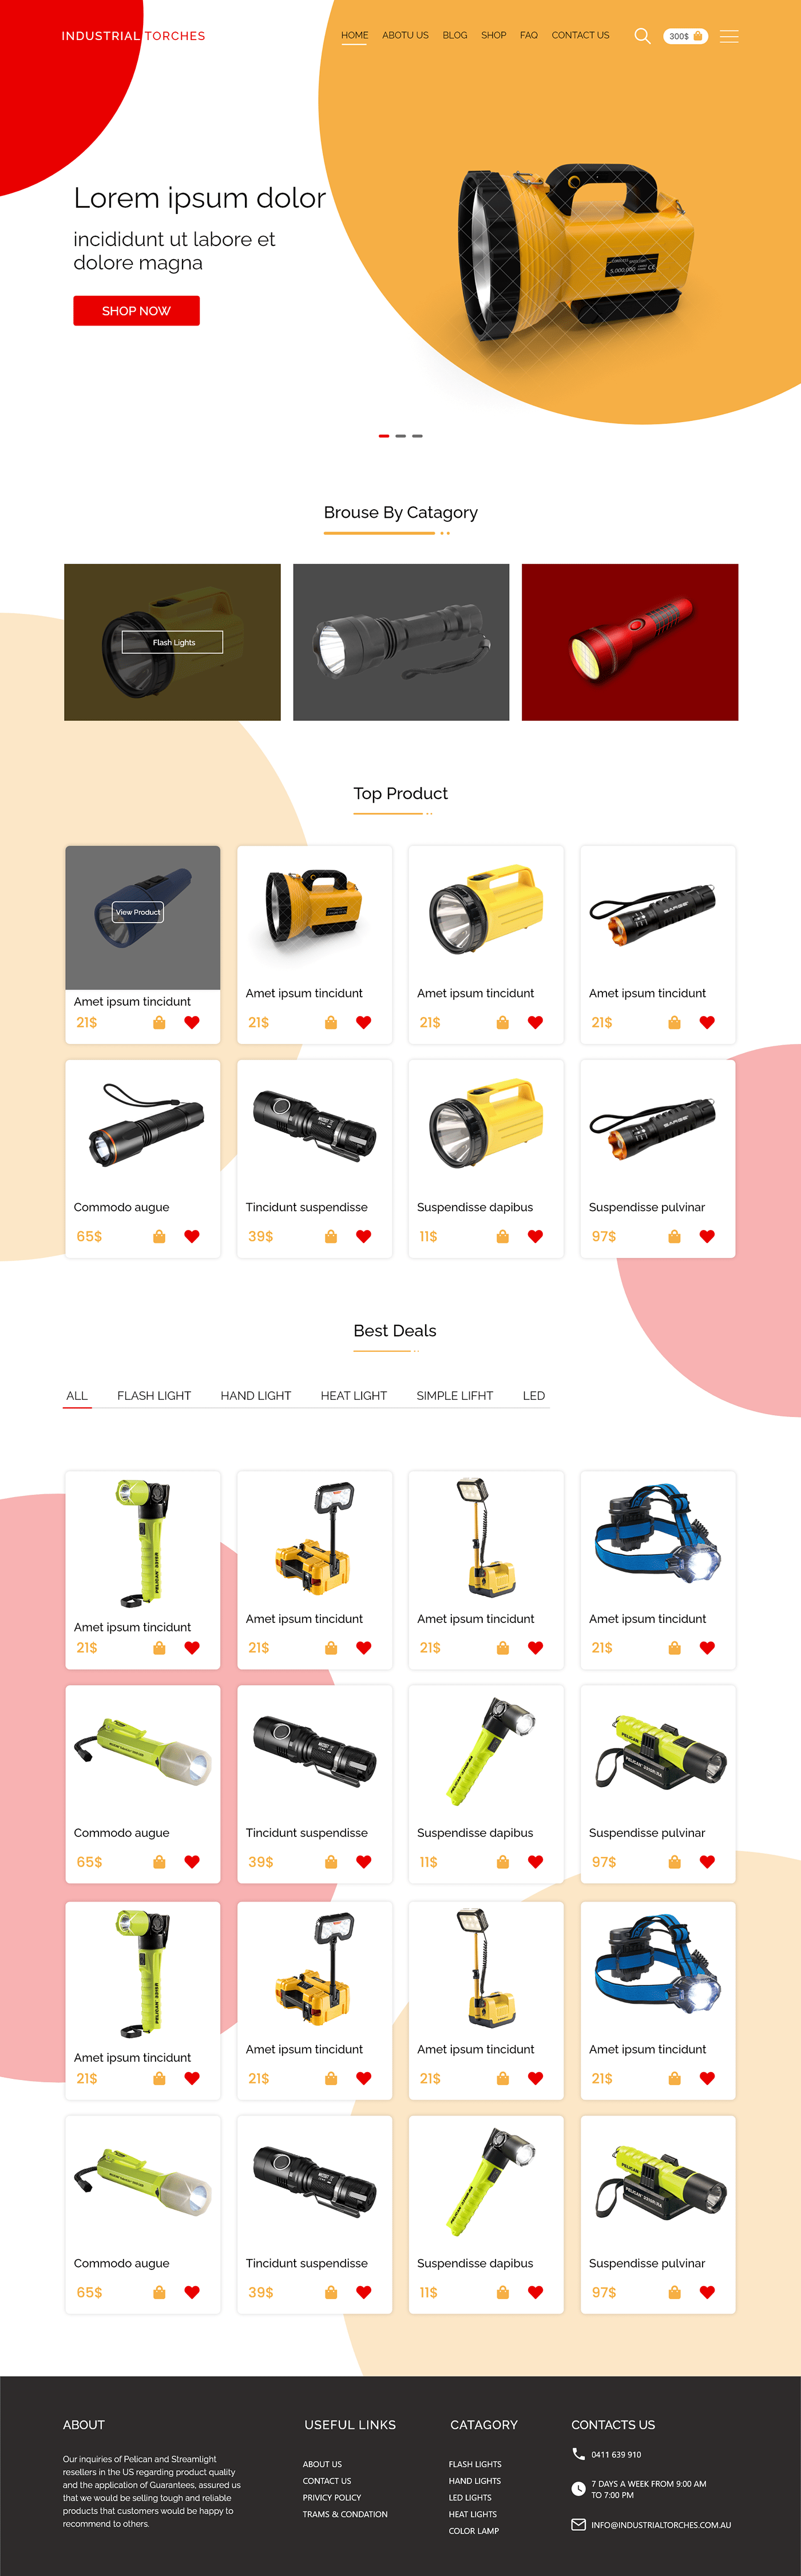 INDUSTRIAL TORCHES
HOME ABOTU US BLOG SHOP FAQ CONTACT US
300$
Lorem ipsum dolor
incididunt ut labore et
dolore magna
SHOP NOW
5.000.000 CE
Brouse By Catagory
Flash Lights
Top Product
View Product
Amet ipsum tincidunt
21$
Amet ipsum tincidunt
21$
Amet ipsum tincidunt
21$
Amet ipsum tincidunt
21$
Commodo augue
65$
Tincidunt suspendisse
39$
Suspendisse dapibus
11$
Suspendisse pulvinar
97$
Best Deals
ALL FLASH LIGHT HAND LIGHT HEAT LIGHT SIMPLE LIFHT LED
Amet ipsum tincidunt
21$
Amet ipsum tincidunt
21$
Amet ipsum tincidunt
21$
Amet ipsum tincidunt
21$
PELICAN
Commodo augue
65$
Tincidunt suspendisse
39$
Suspendisse dapibus
11$
Suspendisse pulvinar
97$
Amet ipsum tincidunt
21$
Amet ipsum tincidunt
21$
Amet ipsum tincidunt
21$
Amet ipsum tincidunt
21$
PELICAN
Commodo augue
65$
Tincidunt suspendisse
39$
Suspendisse dapibus
11$
Suspendisse pulvinar
97$
ABOUT
Our inquiries of Pelican and Streamlight
resellers in the US regarding product quality
and the application of Guarantees, assured us
that we would be selling tough and reliable
products that customers would be happy to
recommend to others.
USEFUL LINKS
ABOUT US
CONTACT US
PRIVICY POLICY
TRAMS & CONDATION
CATAGORY
FLASH LIGHTS
HAND LIGHTS
LED LIGHTS
HEAT LIGHTS
COLOR LAMP
CONTACTS US
0411 639 910
7 DAYS A WEEK FROM 9:00 AM
TO 7:00 PM
INFO@INDUSTRIALTORCHES.COM.AU